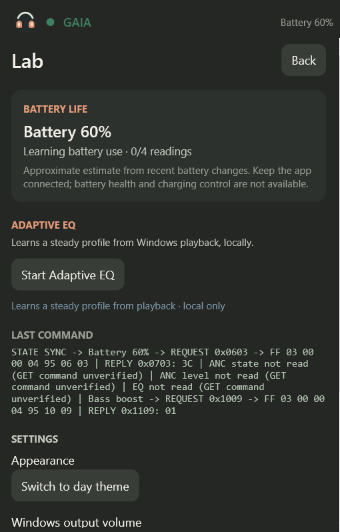 GAIA
Battery 60%
Lab
Back
BATTERY LIFE
Battery 60%
Learning battery use · 0/4 readings
Approximate estimate from recent battery changes. Keep the app
connected; battery health and charging control are not available.
ADAPTIVE EQ
Learns a steady profile from Windows playback, locally.
Start Adaptive EQ
Learns a steady profile from playback · local only
LAST COMMAND
STATE SYNC -> Battery 60% -> REQUEST 0x0603 -> FF 03 00
00 04 95 06 03 | REPLY 0x0703: 3C | ANC state not read
(GET command unverified) | ANC level not read (GET
command unverified) | EQ not read (GET command
unverified) | Bass boost -> REQUEST 0x1009 -> FF 03 00 00
04 95 10 09 | REPLY 0x1109: 01
SETTINGS
Appearance
Switch to day theme
Windows output volume